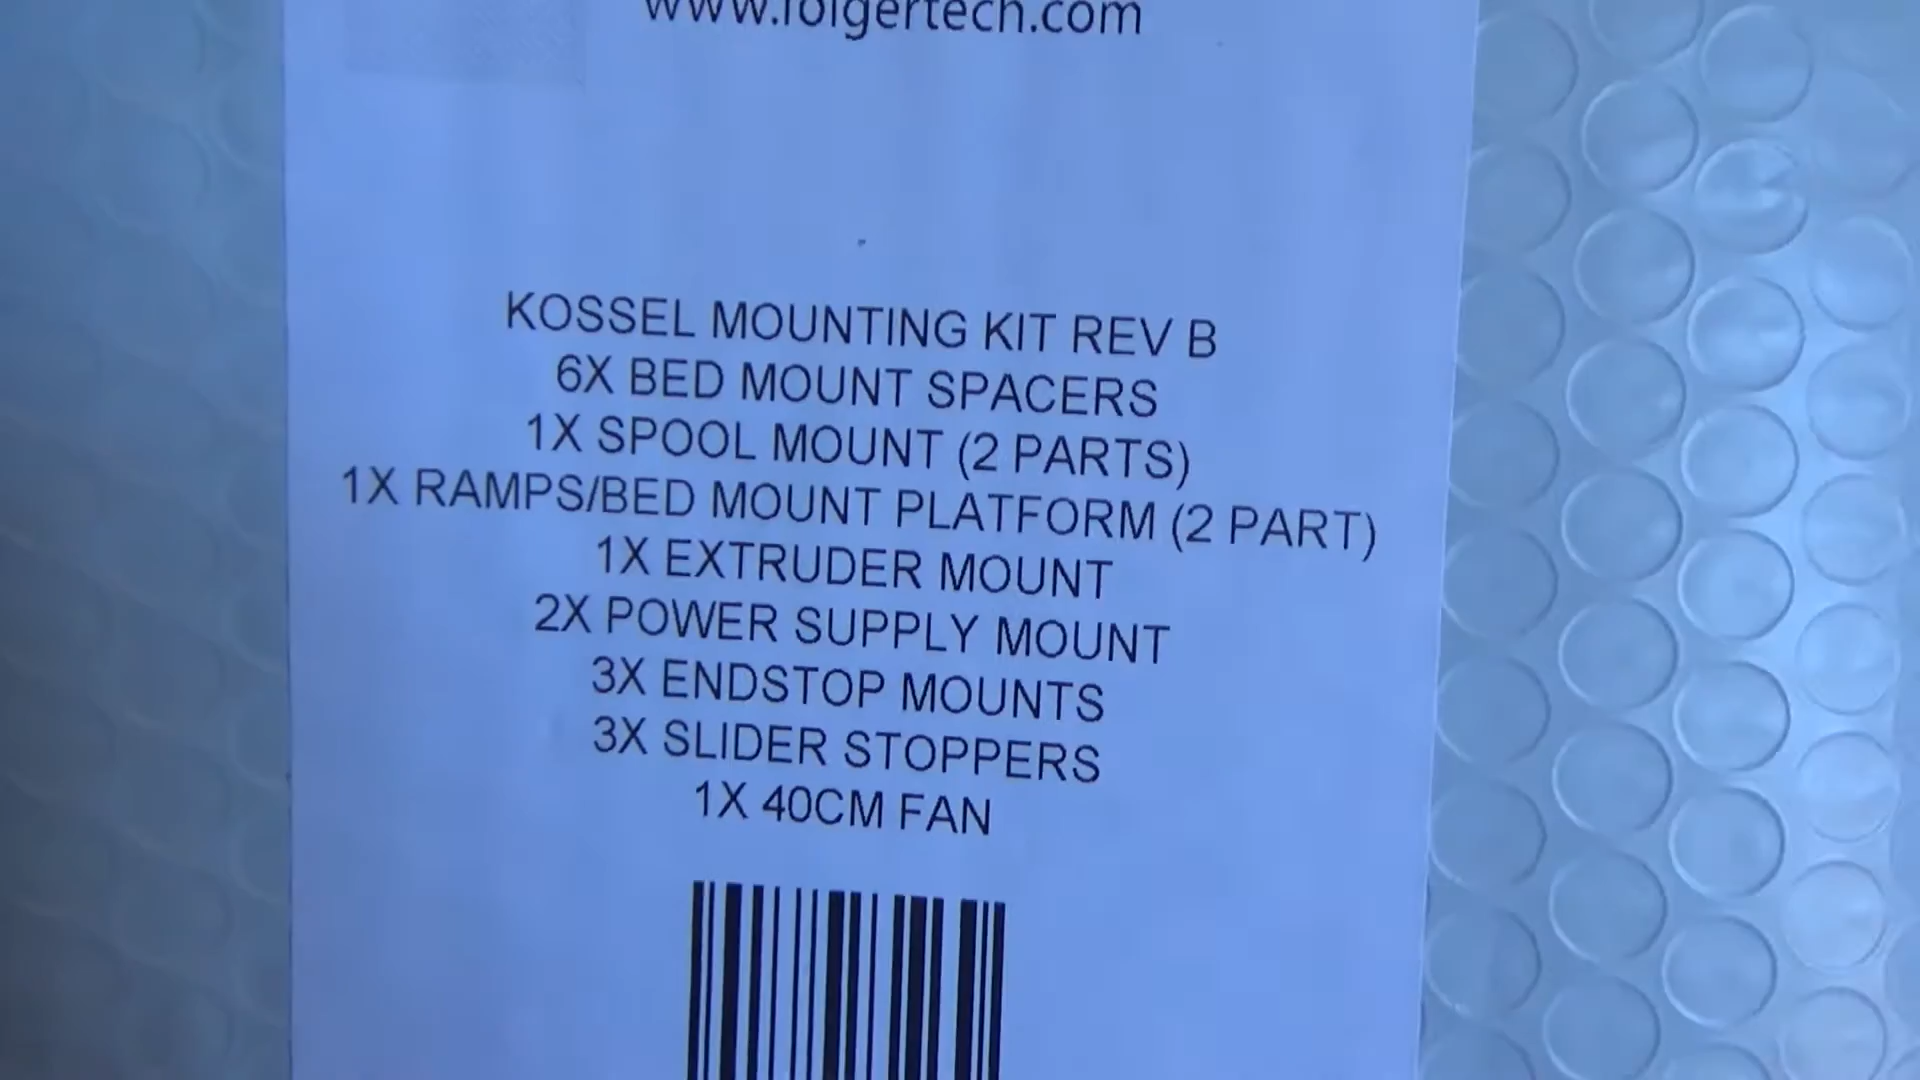 www.folgertech.com
KOSSEL MOUNTING KIT REV B
6X BED MOUNT SPACERS
1X SPOOL MOUNT (2 PARTS)
1X RAMPS/BED MOUNT PLATFORM (2 PART)
1X EXTRUDER MOUNT
2X POWER SUPPLY MOUNT
3X ENDSTOP MOUNTS
3X SLIDER STOPPERS
1X 40CM FAN